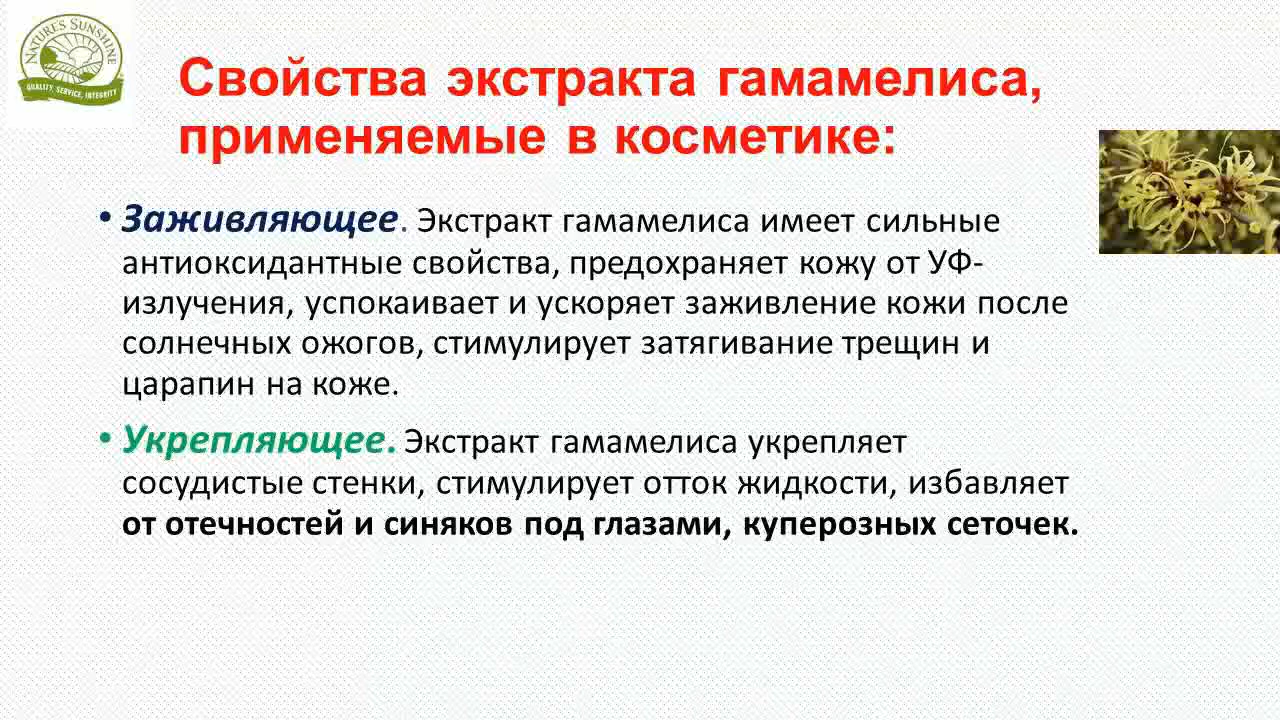 NATURE'S SUNSHINE
QUALITY, SERVICE, INTEGRITY
Свойства экстракта гамамелиса,
применяемые в косметике:
• Заживляющее. Экстракт гамамелиса имеет сильные
антиоксидантные свойства, предохраняет кожу от УФ-
излучения, успокаивает и ускоряет заживление кожи после
солнечных ожогов, стимулирует затягивание трещин и
царапин на коже.
• Укрепляющее. Экстракт гамамелиса укрепляет
сосудистые стенки, стимулирует отток жидкости, избавляет
от отечностей и синяков под глазами, куперозных сеточек.